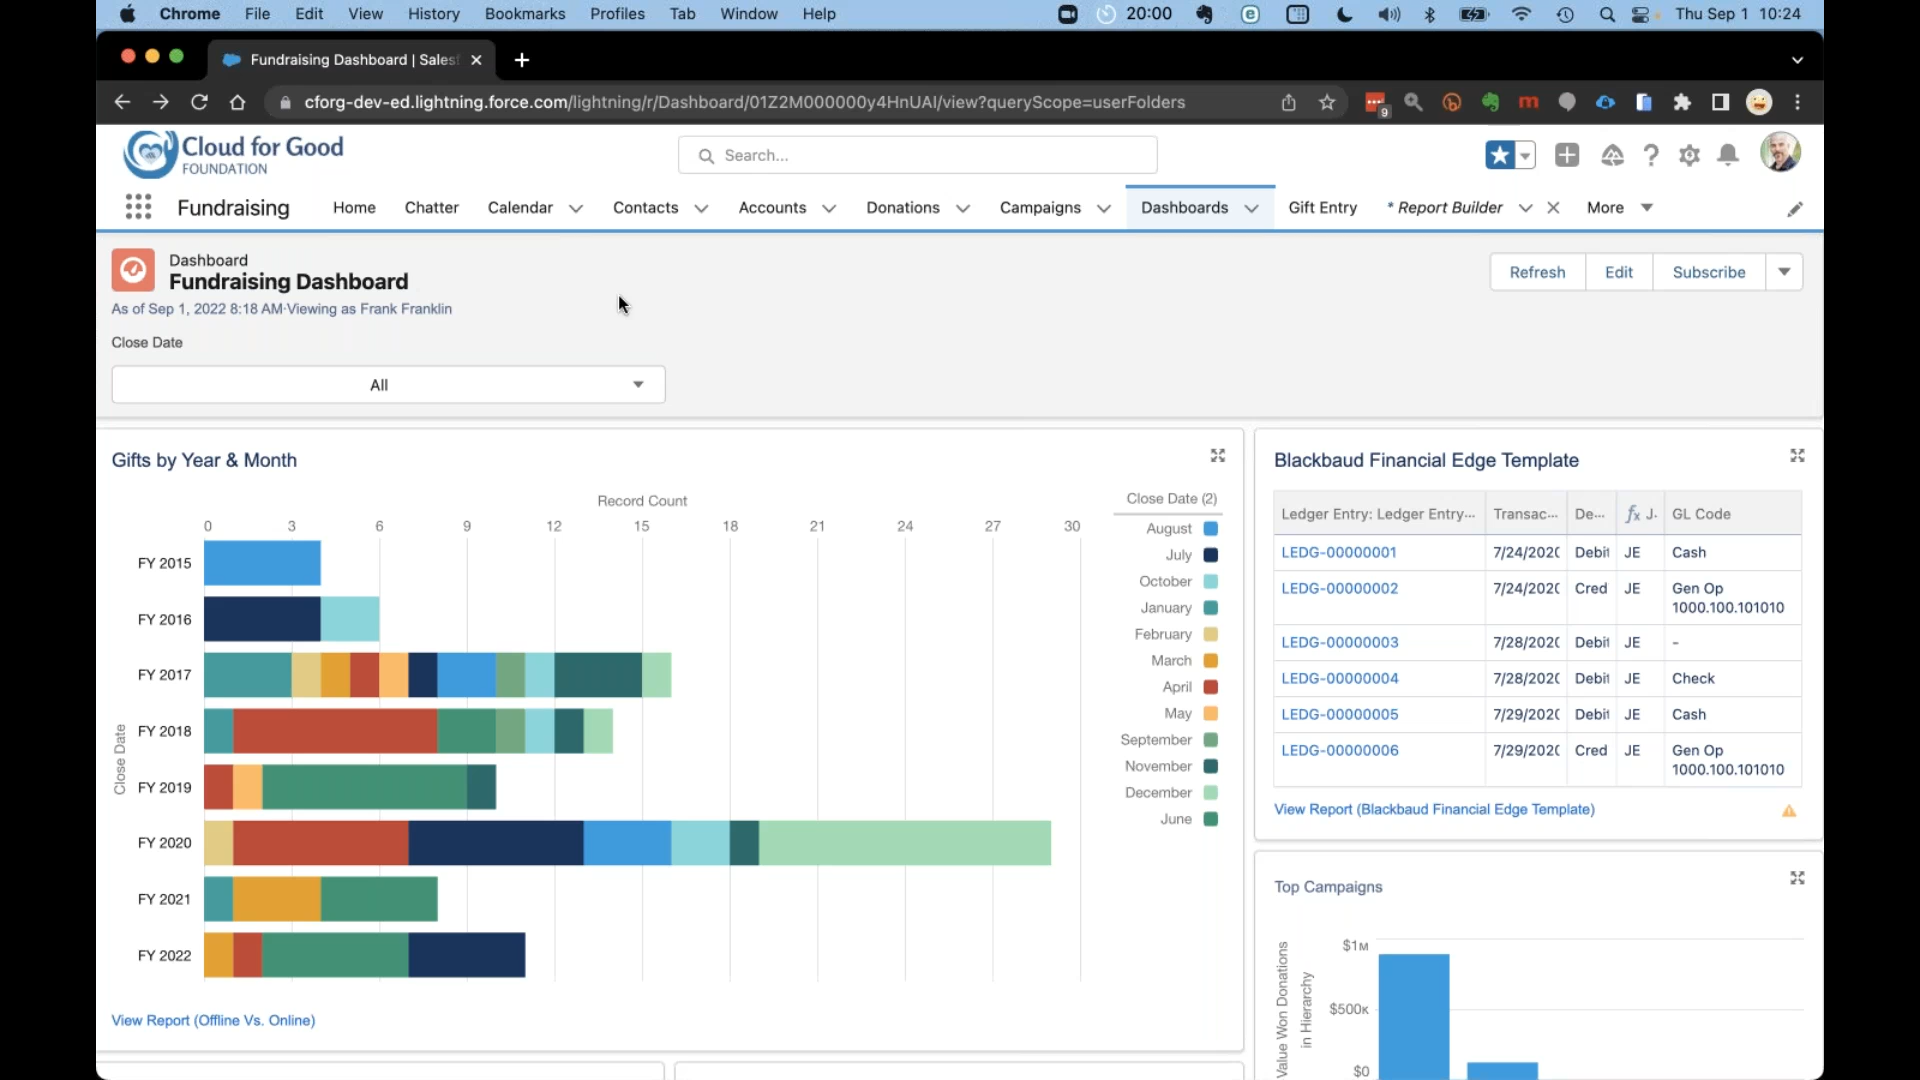 Chrome File Edit View History Bookmarks Profiles Tab Window Help 20:00 Thu Sep 1 10:24
Fundraising Dashboard | Salesf
cforg-dev-ed.lightning.force.com/lightning/r/Dashboard/01Z2M000000y4HnUAI/view?queryScope=userFolders
9
Cloud for Good
FOUNDATION
Search...
Fundraising Home Chatter Calendar Contacts Accounts Donations Campaigns Dashboards Gift Entry * Report Builder More
Dashboard
Fundraising Dashboard
As of Sep 1, 2022 8:18 AM·Viewing as Frank Franklin
Refresh Edit Subscribe
Close Date
All
Gifts by Year & Month
Record Count
0 3 6 9 12 15 18 21 24 27 30
Close Date
FY 2015
FY 2016
FY 2017
FY 2018
FY 2019
FY 2020
FY 2021
FY 2022
Close Date (2)
August
July
October
January
February
March
April
May
September
November
December
June
View Report (Offline Vs. Online)
Blackbaud Financial Edge Template
Ledger Entry: Ledger Entry... Transac... De... fx J. GL Code
LEDG-00000001 7/24/2020 Debit JE Cash
LEDG-00000002 7/24/2020 Cred JE Gen Op
1000.100.101010
LEDG-00000003 7/28/2020 Debit JE -
LEDG-00000004 7/28/2020 Debit JE Check
LEDG-00000005 7/29/2020 Debit JE Cash
LEDG-00000006 7/29/2020 Cred JE Gen Op
1000.100.101010
View Report (Blackbaud Financial Edge Template)
Top Campaigns
Value Won Donations
in Hierarchy
$1M
$500K
$0